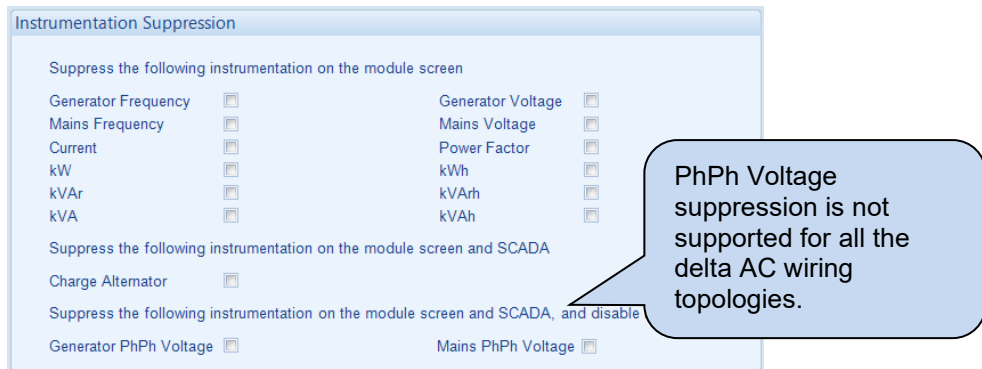 Instrumentation Suppression
Suppress the following instrumentation on the module screen
Generator Frequency Generator Voltage
Mains Frequency Mains Voltage
Current Power Factor
kW kWh
kVAr kVArh
kVA kVAh
Suppress the following instrumentation on the module screen and SCADA
Charge Alternator
Suppress the following instrumentation on the module screen and SCADA, and disable
Generator PhPh Voltage Mains PhPh Voltage
PhPh Voltage
suppression is not
supported for all the
delta AC wiring
topologies.